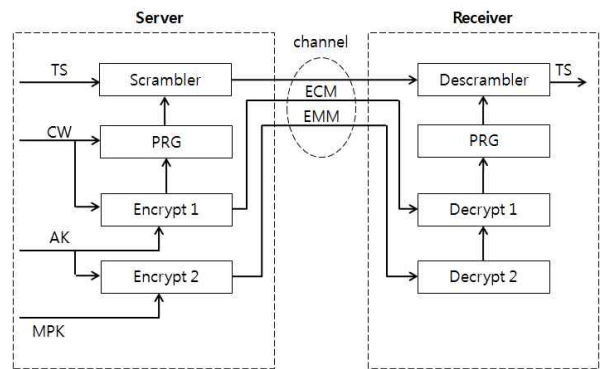 Server
Receiver
channel
TS
Scrambler
Descrambler
TS
ECM
EMM
CW
PRG
PRG
Encrypt 1
Decrypt 1
AK
Encrypt 2
Decrypt 2
MPK